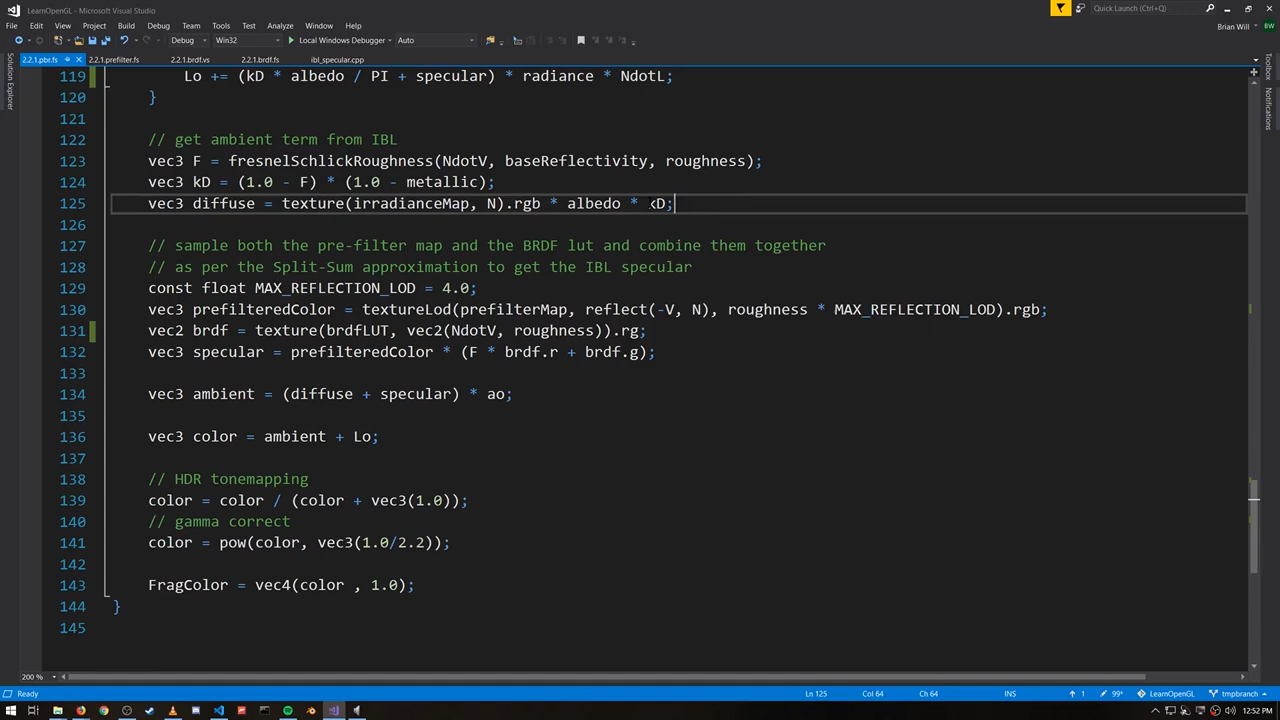 LearnOpenGL - Microsoft Visual Studio
Quick Launch (Ctrl+Q)
File Edit View Project Build Debug Team Tools Test Analyze Window Help
Brian Will
BW
Debug Win32 Local Windows Debugger Auto
2.2.1.pbr.fs 2.2.1.prefilter.fs 2.2.1.brdf.vs 2.2.1.brdf.fs ibl_specular.cpp
Solution Explorer
Toolbox
Notifications
119 Lo += (kD * albedo / PI + specular) * radiance * NdotL;
120 }
121
122 // get ambient term from IBL
123 vec3 F = fresnelSchlickRoughness(NdotV, baseReflectivity, roughness);
124 vec3 kD = (1.0 - F) * (1.0 - metallic);
125 vec3 diffuse = texture(irradianceMap, N).rgb * albedo * kD;
126
127 // sample both the pre-filter map and the BRDF lut and combine them together
128 // as per the Split-Sum approximation to get the IBL specular
129 const float MAX_REFLECTION_LOD = 4.0;
130 vec3 prefilteredColor = textureLod(prefilterMap, reflect(-V, N), roughness * MAX_REFLECTION_LOD).rgb;
131 vec2 brdf = texture(brdfLUT, vec2(NdotV, roughness)).rg;
132 vec3 specular = prefilteredColor * (F * brdf.r + brdf.g);
133
134 vec3 ambient = (diffuse + specular) * ao;
135
136 vec3 color = ambient + Lo;
137
138 // HDR tonemapping
139 color = color / (color + vec3(1.0));
140 // gamma correct
141 color = pow(color, vec3(1.0/2.2));
142
143 FragColor = vec4(color , 1.0);
144 }
145
200 %
Ready Ln 125 Col 64 Ch 64 INS 1 99* LearnOpenGL tmpbranch
12:52 PM